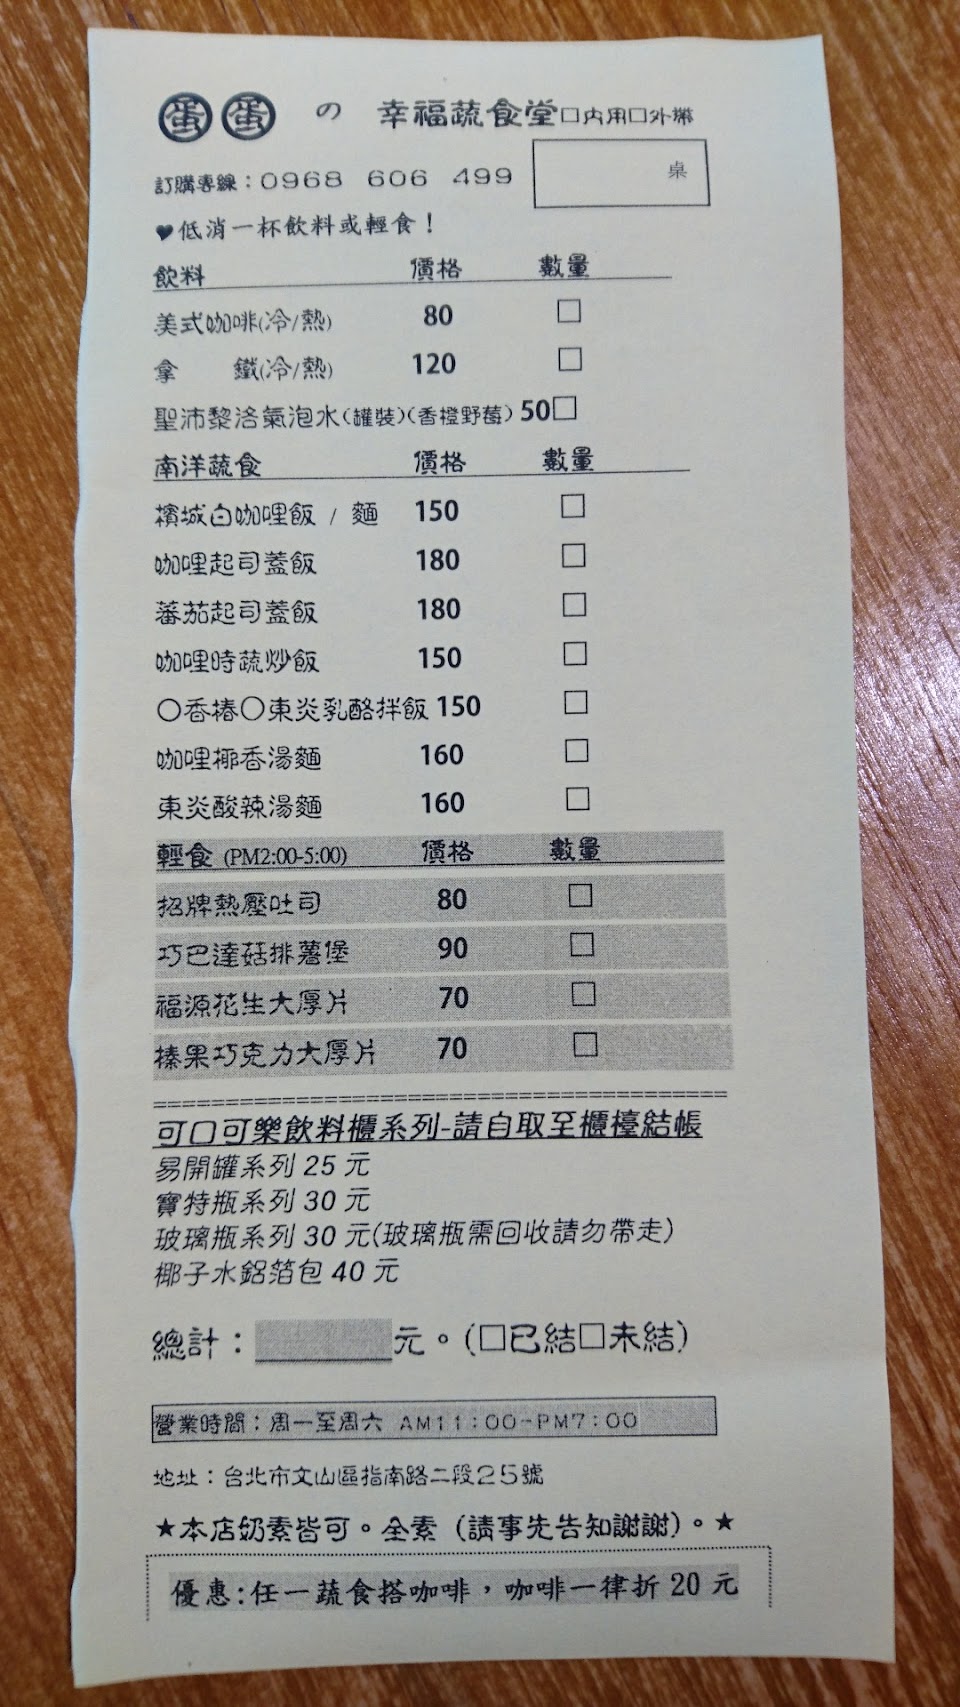 蛋蛋の 幸福蔬食堂□內用□外帶
訂購專線：0968 606 499
桌
♥低消一杯飲料或輕食！
飲料 價格 數量
美式咖啡(冷/熱) 80 □
拿 鐵(冷/熱) 120 □
聖沛黎洛氣泡水(罐裝)(香橙野莓) 50□
南洋蔬食 價格 數量
檳城白咖哩飯 / 麵 150 □
咖哩起司蓋飯 180 □
蕃茄起司蓋飯 180 □
咖哩時蔬炒飯 150 □
○香椿○東炎乳酪拌飯 150 □
咖哩椰香湯麵 160 □
東炎酸辣湯麵 160 □
輕食 (PM2:00-5:00) 價格 數量
招牌熱壓吐司 80 □
巧巴達菇排薯堡 90 □
福源花生大厚片 70 □
榛果巧克力大厚片 70 □
可口可樂飲料櫃系列-請自取至櫃檯結帳
易開罐系列 25 元
寶特瓶系列 30 元
玻璃瓶系列 30 元(玻璃瓶需回收請勿帶走)
椰子水鋁箔包 40 元
總計： 元。(□已結□未結)
營業時間：周一至周六 AM11：00-PM7：00
地址：台北市文山區指南路二段25號
★本店奶素皆可。全素（請事先告知謝謝）。★
優惠:任一蔬食搭咖啡，咖啡一律折 20 元